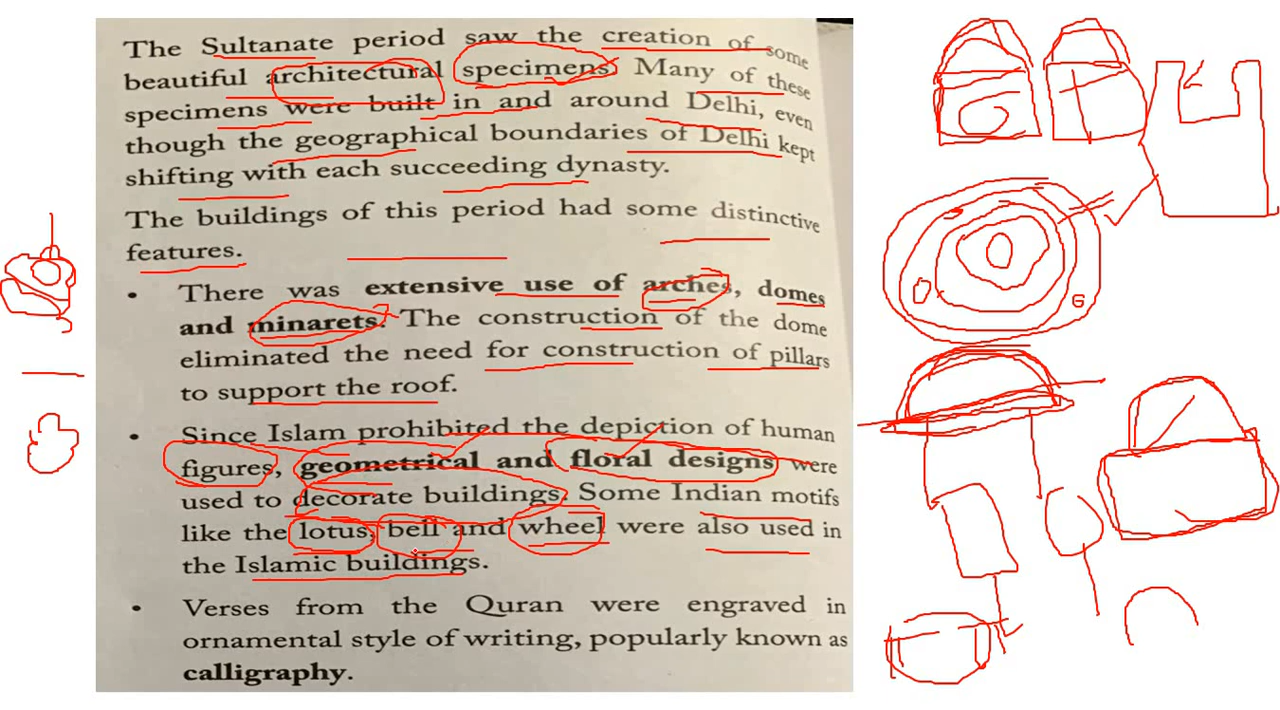 The Sultanate period saw the creation of some
beautiful architectural specimens. Many of these
specimens were built in and around Delhi, even
though the geographical boundaries of Delhi kept
shifting with each succeeding dynasty.
The buildings of this period had some distinctive
features.
• There was extensive use of arches, domes
and minarets. The construction of the dome
eliminated the need for construction of pillars
to support the roof.
• Since Islam prohibited the depiction of human
figures, geometrical and floral designs were
used to decorate buildings. Some Indian motifs
like the lotus, bell and wheel were also used in
the Islamic buildings.
• Verses from the Quran were engraved in
ornamental style of writing, popularly known as
calligraphy.